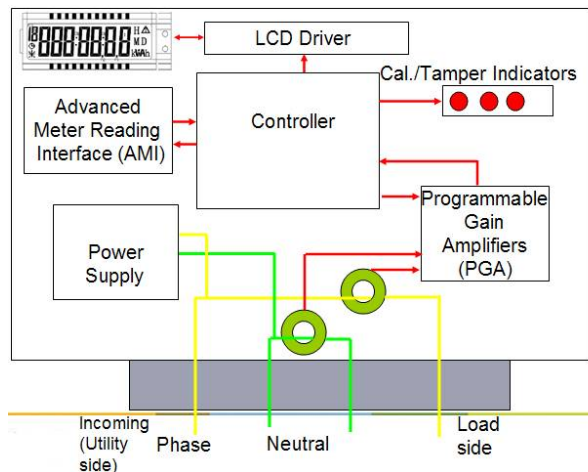 LCD Driver
Cal./Tamper Indicators
Advanced
Meter Reading
Interface (AMI)
Controller
Programmable
Gain
Amplifiers
(PGA)
Power
Supply
Incoming
(Utility
side)
Phase
Neutral
Load
side